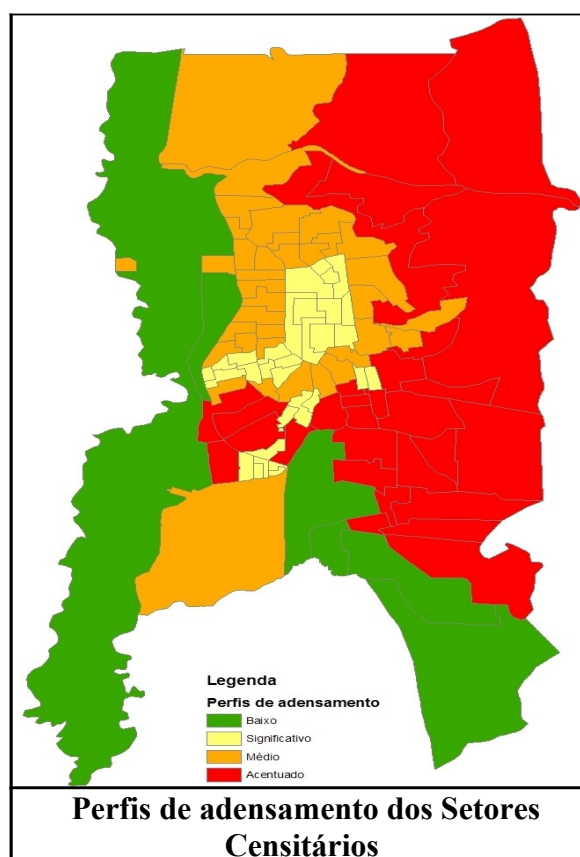 Legenda
Perfis de adensamento
Baixo
Significativo
Médio
Acentuado
Perfis de adensamento dos Setores
Censitários